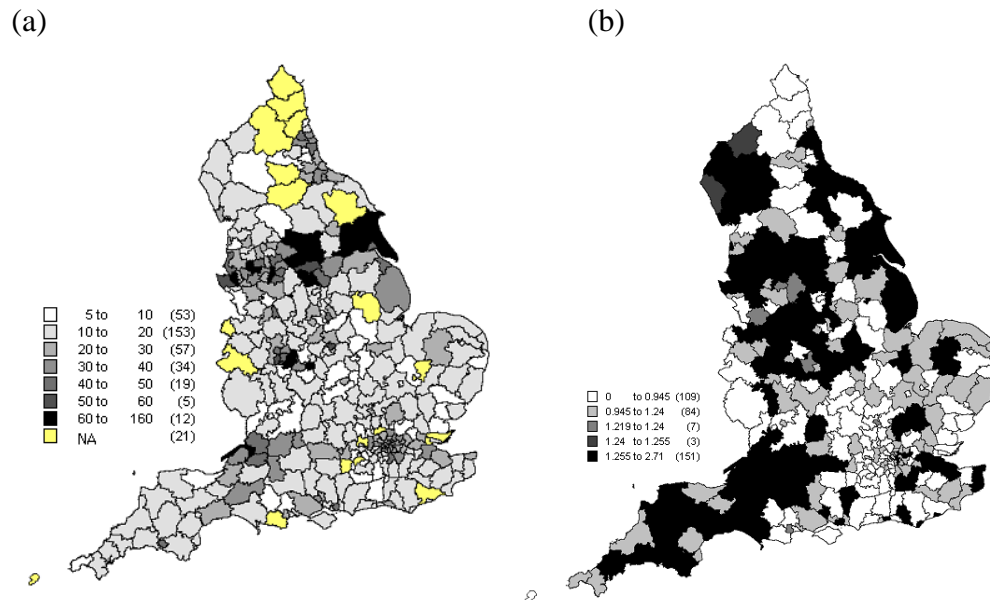 (a) (b)
5 to 10 (53)
10 to 20 (153)
20 to 30 (57)
30 to 40 (34)
40 to 50 (19)
50 to 60 (5)
60 to 160 (12)
NA (21)
0 to 0.945 (109)
0.945 to 1.24 (84)
1.219 to 1.24 (7)
1.24 to 1.255 (3)
1.255 to 2.71 (151)